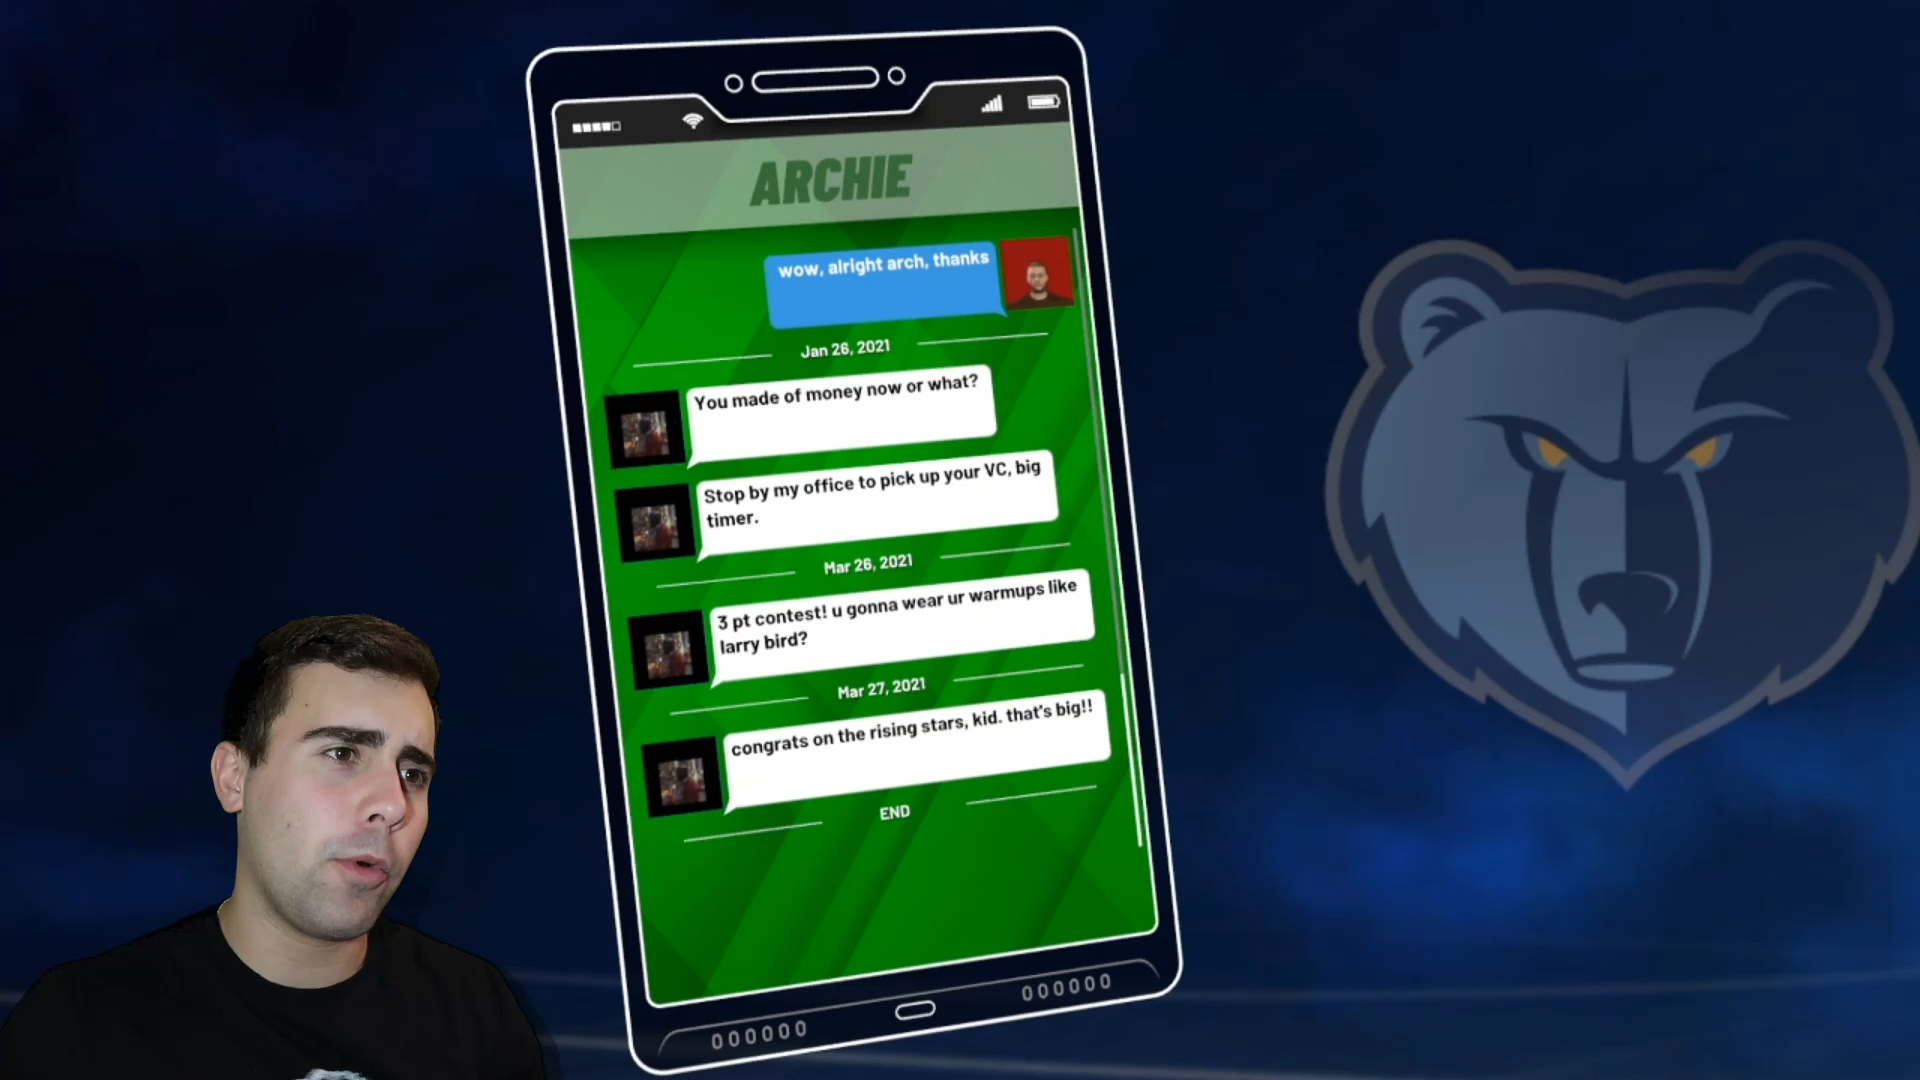 ARCHIE
wow, alright arch, thanks
Jan 26, 2021
You made of money now or what?
Stop by my office to pick up your VC, big
timer.
Mar 26, 2021
3 pt contest! u gonna wear ur warmups like
larry bird?
Mar 27, 2021
congrats on the rising stars, kid. that's big!!
END